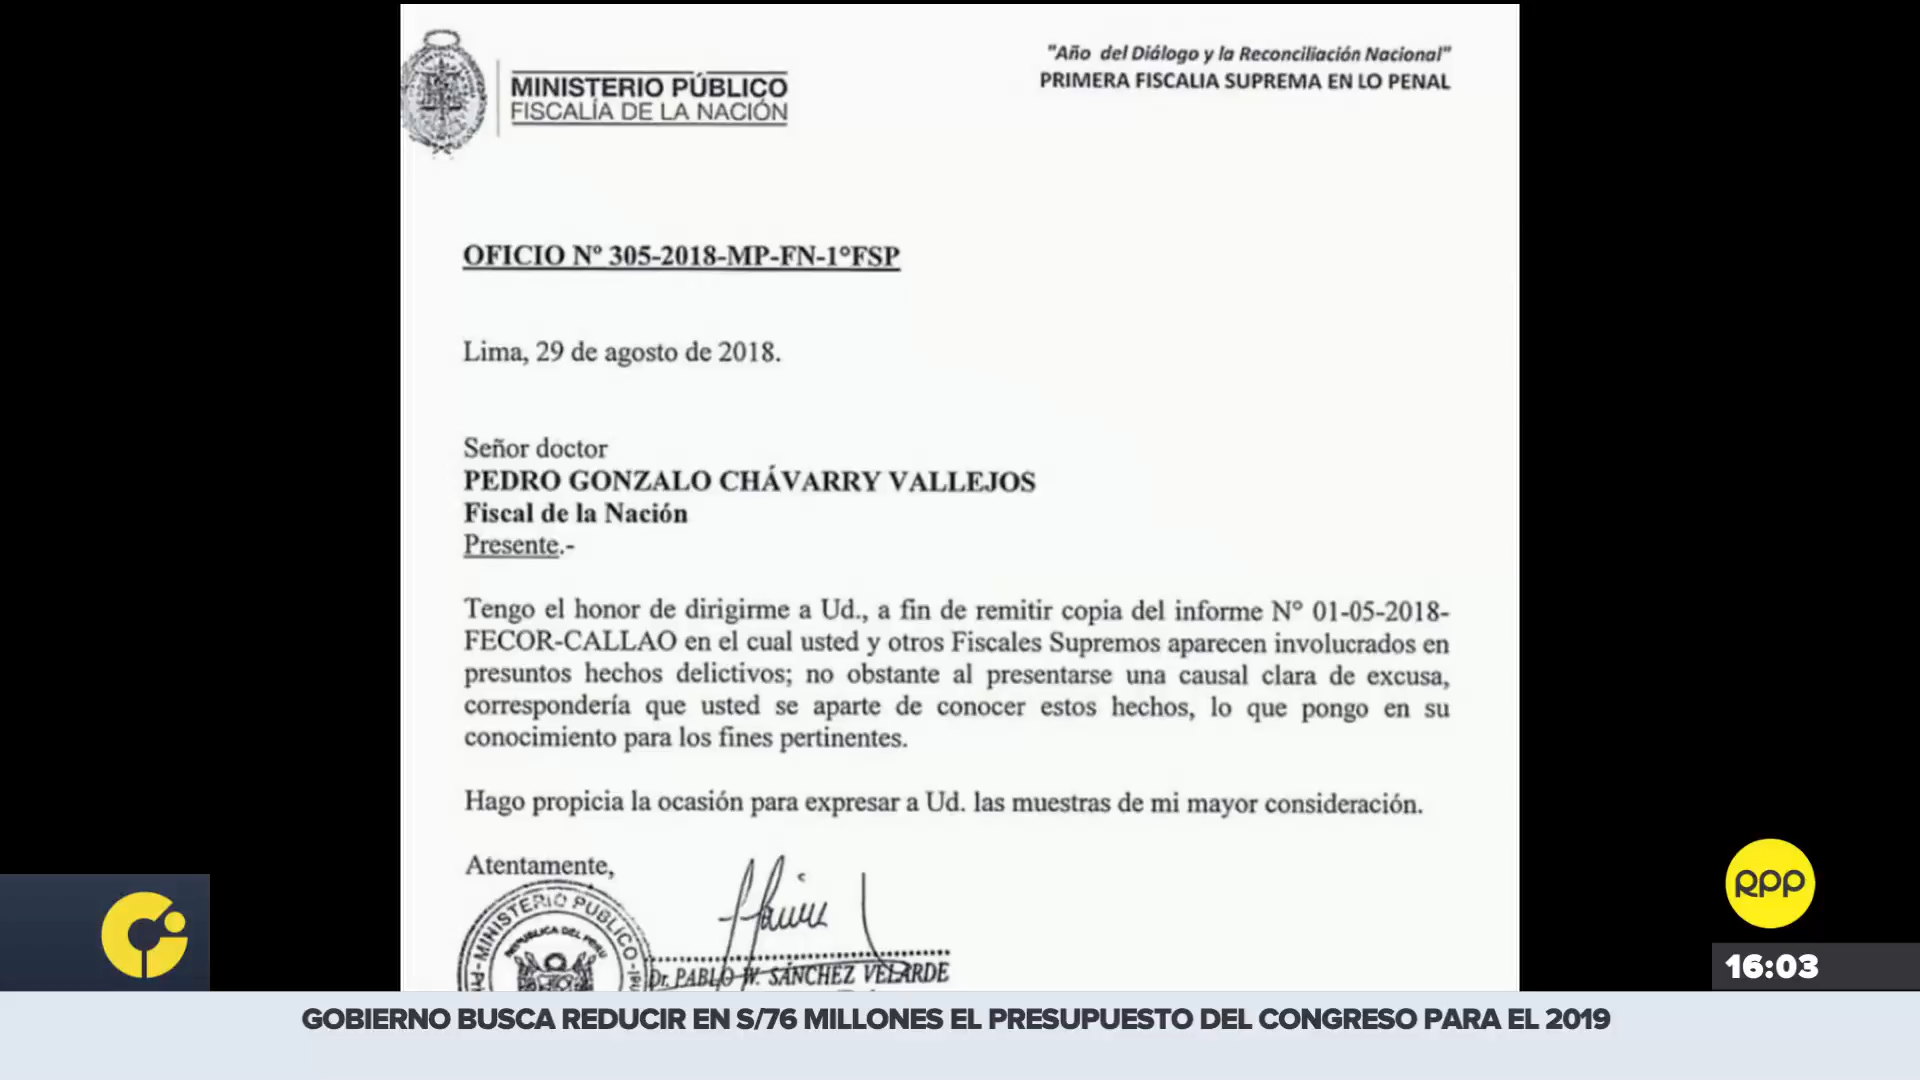 MINISTERIO PÚBLICO
FISCALÍA DE LA NACIÓN
"Año del Diálogo y la Reconciliación Nacional"
PRIMERA FISCALIA SUPREMA EN LO PENAL
OFICIO Nº 305-2018-MP-FN-1°FSP
Lima, 29 de agosto de 2018.
Señor doctor
PEDRO GONZALO CHÁVARRY VALLEJOS
Fiscal de la Nación
Presente.-
Tengo el honor de dirigirme a Ud., a fin de remitir copia del informe N° 01-05-2018-
FECOR-CALLAO en el cual usted y otros Fiscales Supremos aparecen involucrados en
presuntos hechos delictivos; no obstante al presentarse una causal clara de excusa,
correspondería que usted se aparte de conocer estos hechos, lo que pongo en su
conocimiento para los fines pertinentes.
Hago propicia la ocasión para expresar a Ud. las muestras de mi mayor consideración.
Atentamente,
MINISTERIO PUBLICO
REPUBLICA DEL PERU
Dr. PABLO W. SÁNCHEZ VELARDE
RPP
16:03
GOBIERNO BUSCA REDUCIR EN S/76 MILLONES EL PRESUPUESTO DEL CONGRESO PARA EL 2019